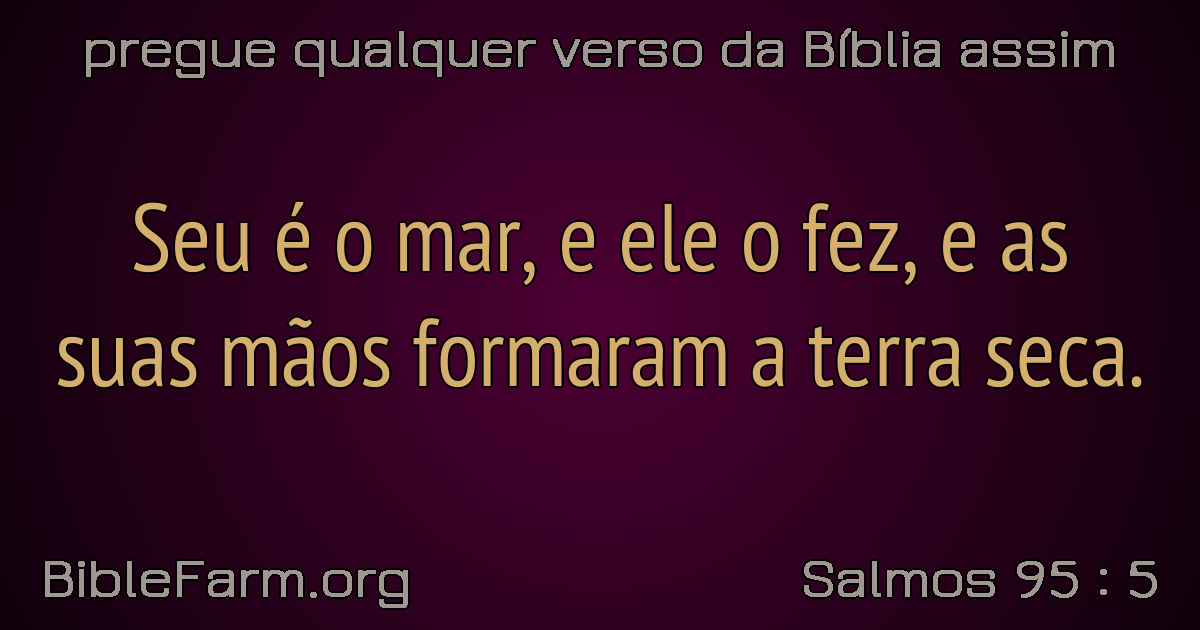 pregue qualquer verso da Bíblia assim
Seu é o mar, e ele o fez, e as
suas mãos formaram a terra seca.
BibleFarm.org
Salmos 95 : 5